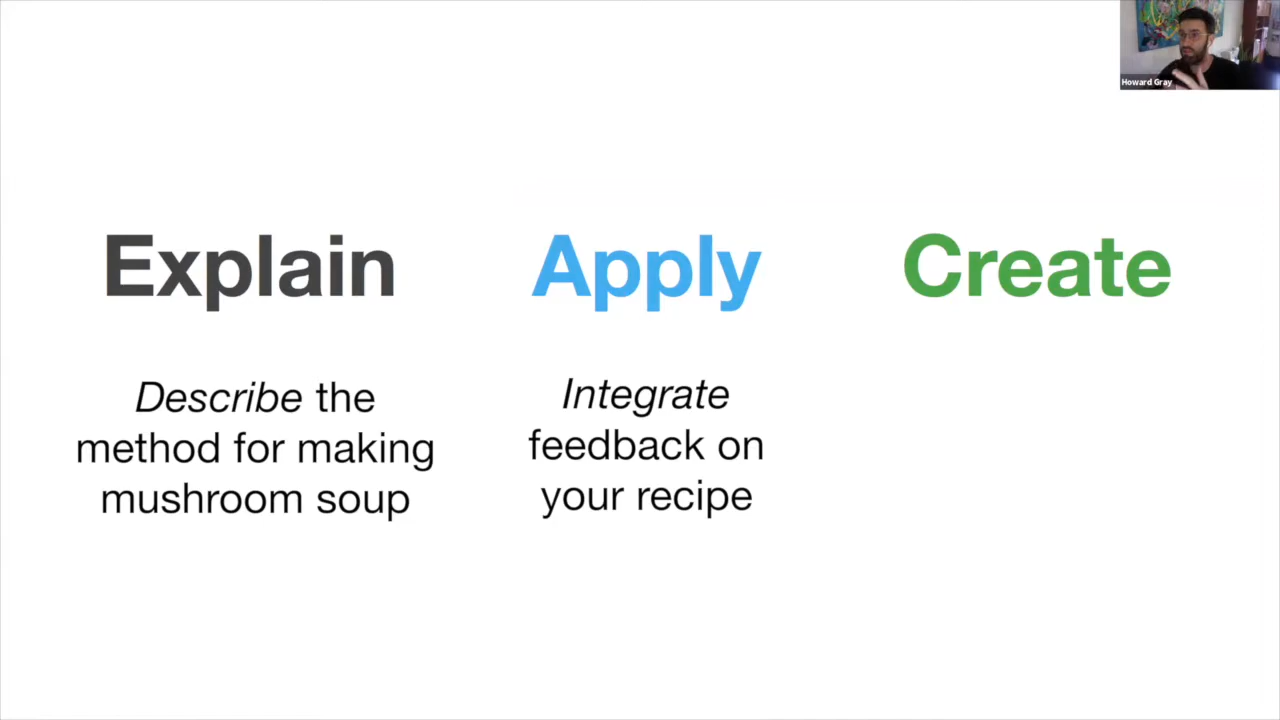 Howard Gray
Explain
Apply
Create
Describe the
method for making
mushroom soup
Integrate
feedback on
your recipe